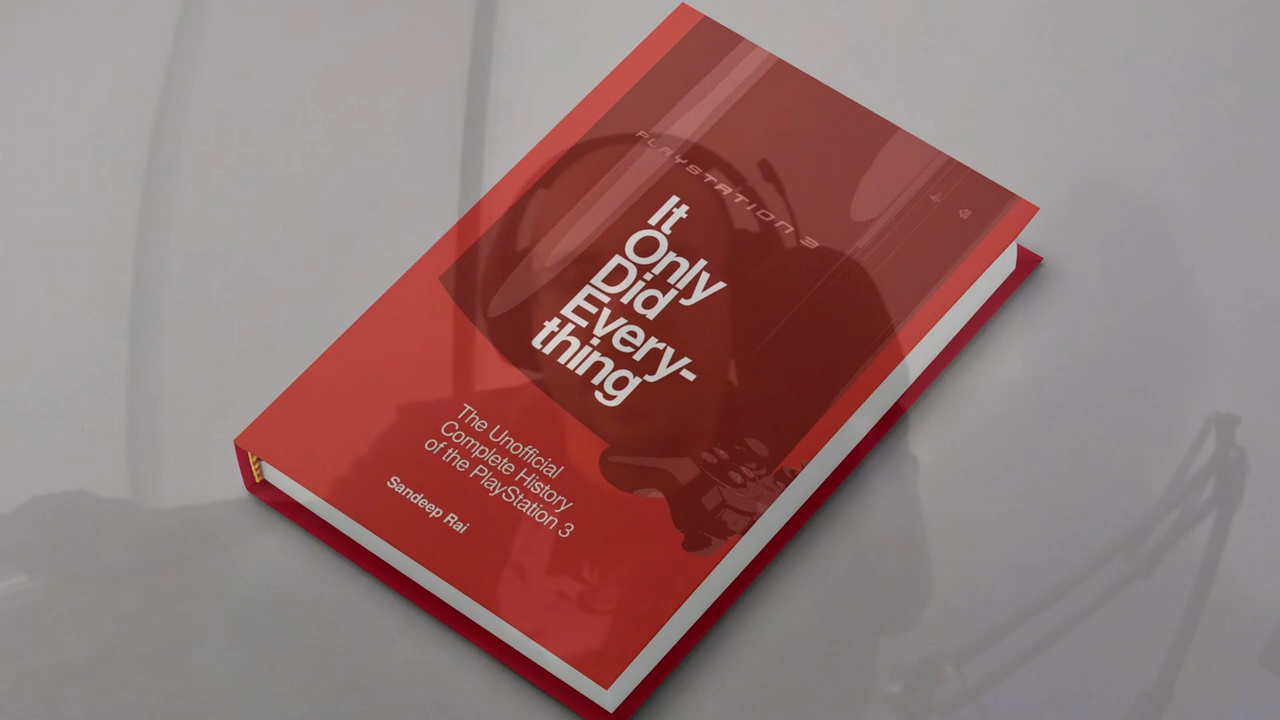 PLAYSTATION 3
It
Only
Did
Every-
thing
The Unofficial
Complete History
of the PlayStation 3
Sandeep Rai